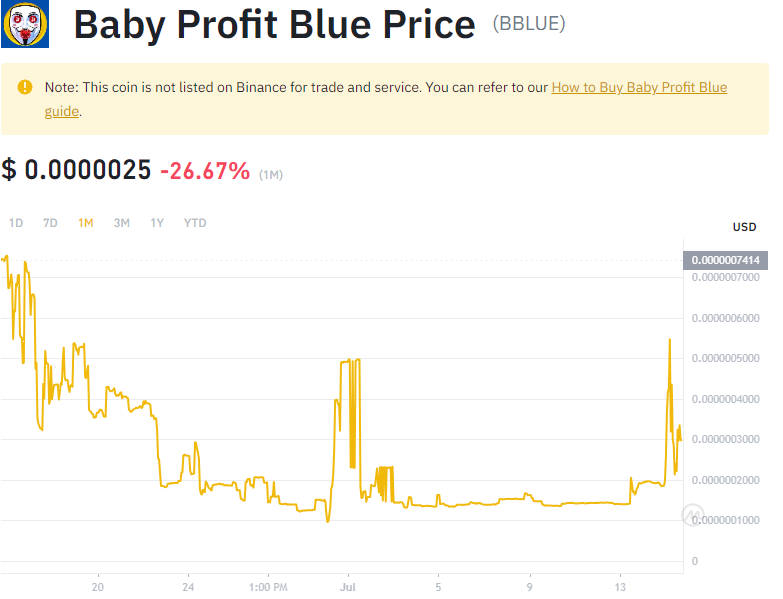 Baby Profit Blue Price (BBLUE)
Note: This coin is not listed on Binance for trade and service. You can refer to our How to Buy Baby Profit Blue
guide.
$ 0.0000025 -26.67% (1M)
1D 7D 1M 3M 1Y YTD
USD
0.0000007414
0.0000007000
0.0000006000
0.0000005000
0.0000004000
0.0000003000
0.0000002000
0.0000001000
0
20 24 1:00 PM Jul 5 9 13